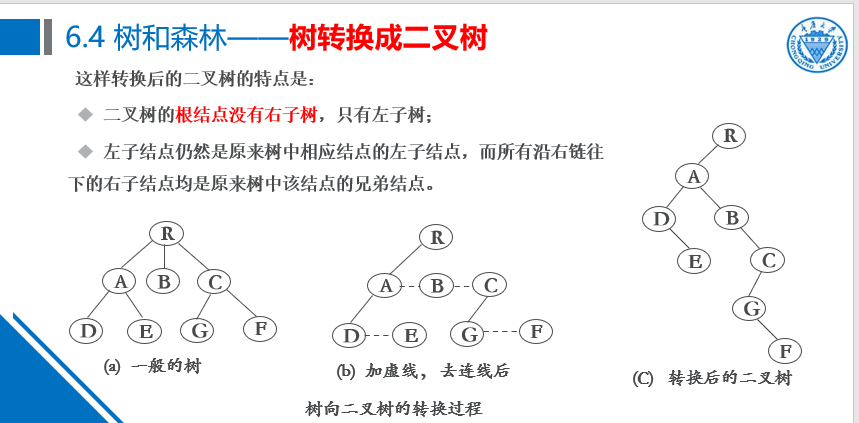 6.4 树和森林——树转换成二叉树
这样转换后的二叉树的特点是:
◆ 二叉树的根结点没有右子树，只有左子树;
◆ 左子结点仍然是原来树中相应结点的左子结点，而所有沿右链往
下的右子结点均是原来树中该结点的兄弟结点。
R
A B C
D E G F
(a) 一般的树
R
A B C
D E G F
(b) 加虚线，去连线后
R
A
D B
E C
G
F
(C) 转换后的二叉树
树向二叉树的转换过程
CHONGQING UNIVERSITY
1929